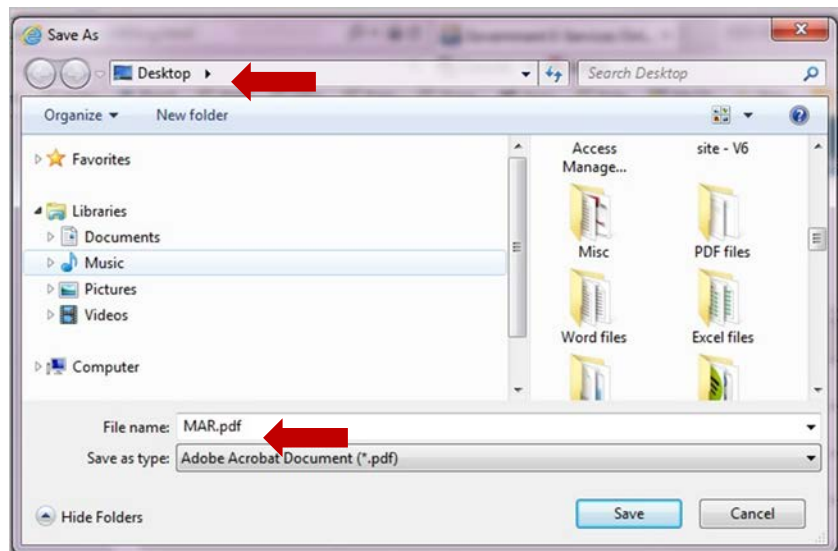 Save As
Desktop
Search Desktop
Organize
New folder
Favorites
Libraries
Documents
Music
Pictures
Videos
Computer
Access
Manage...
site - V6
Misc
PDF files
Word files
Excel files
File name: MAR.pdf
Save as type: Adobe Acrobat Document (*.pdf)
Hide Folders
Save
Cancel